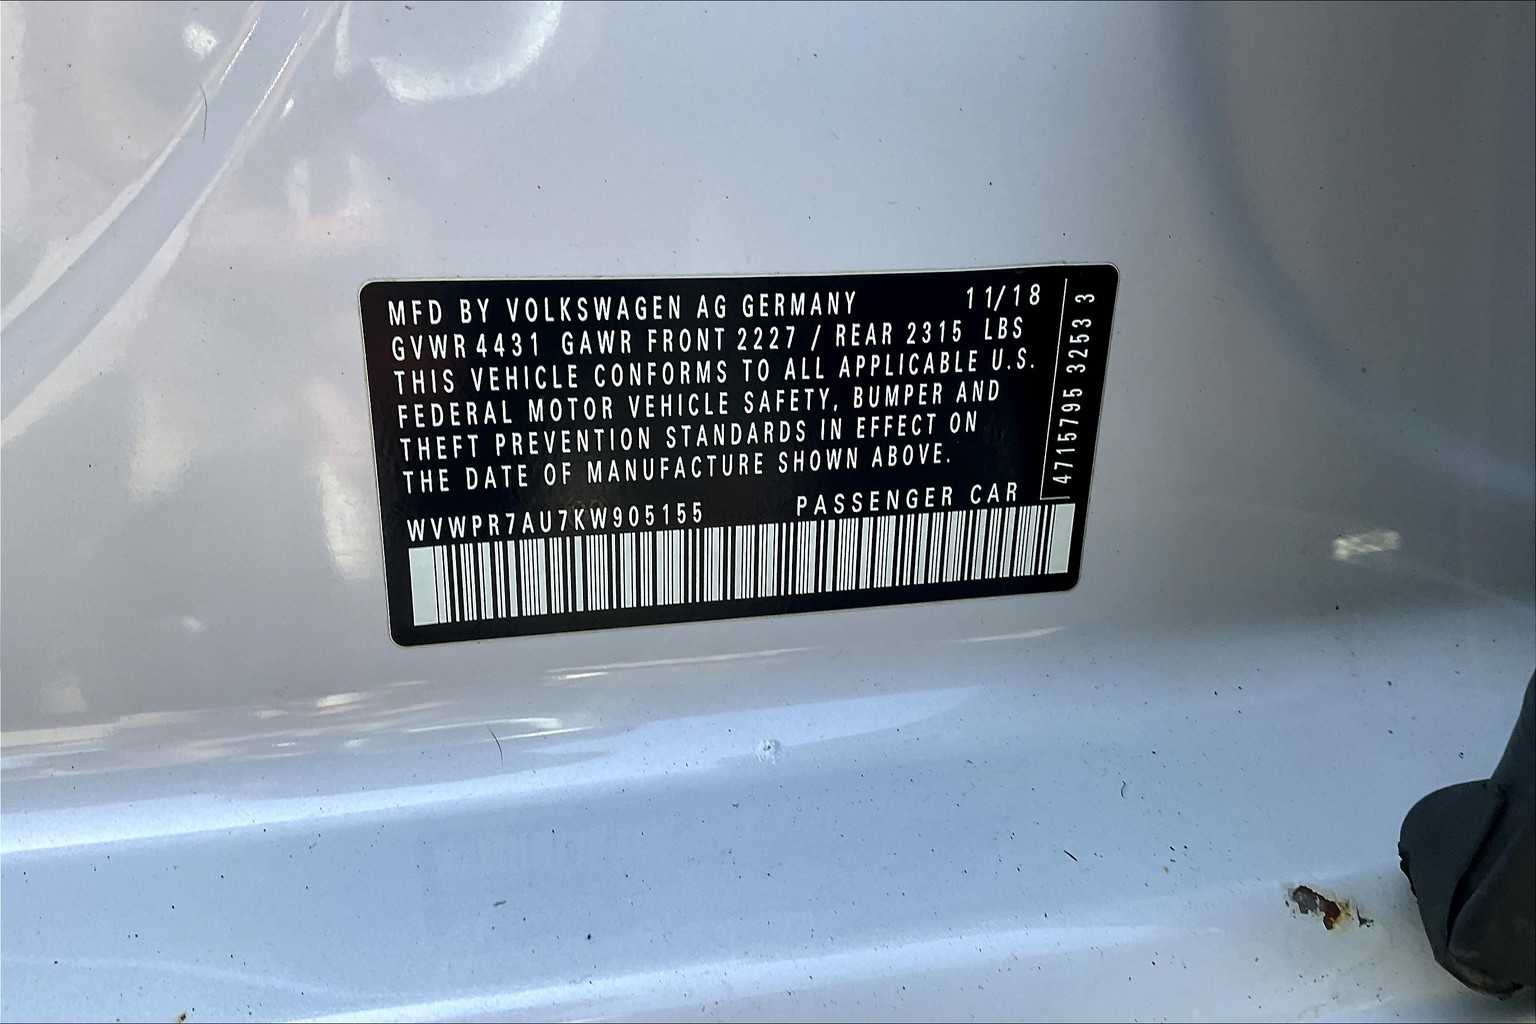 MFD BY VOLKSWAGEN AG GERMANY 11/18
GVWR 4431 GAWR FRONT 2227 / REAR 2315 LBS
THIS VEHICLE CONFORMS TO ALL APPLICABLE U.S.
FEDERAL MOTOR VEHICLE SAFETY, BUMPER AND
THEFT PREVENTION STANDARDS IN EFFECT ON
THE DATE OF MANUFACTURE SHOWN ABOVE.
WVWPR7AU7KW905155 PASSENGER CAR
4715795 3253 3